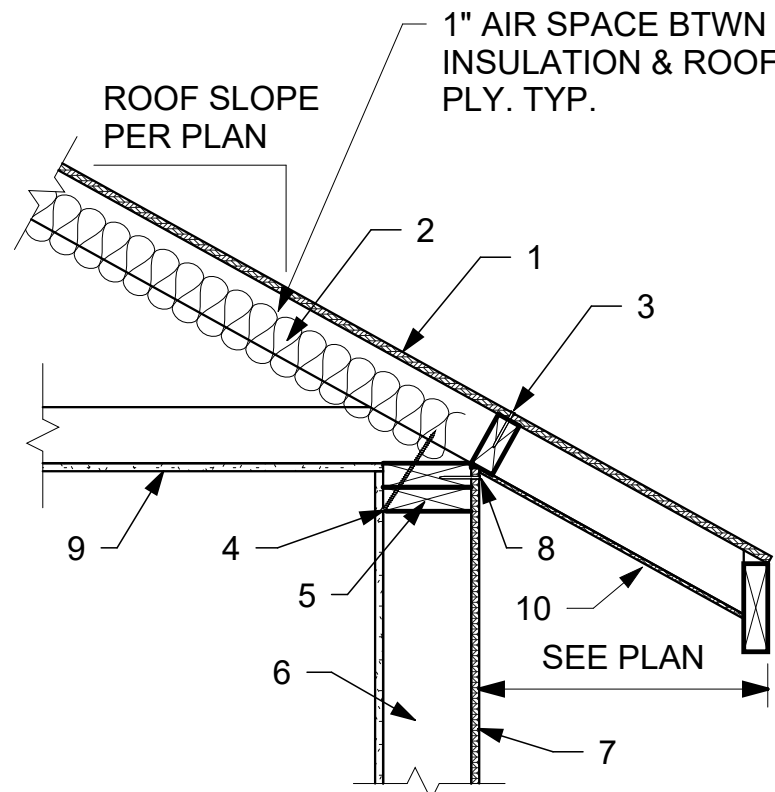 1" AIR SPACE BTWN
INSULATION & ROOF
PLY. TYP.
ROOF SLOPE
PER PLAN
2
1
3
9
4
5
8
10
SEE PLAN
6
7